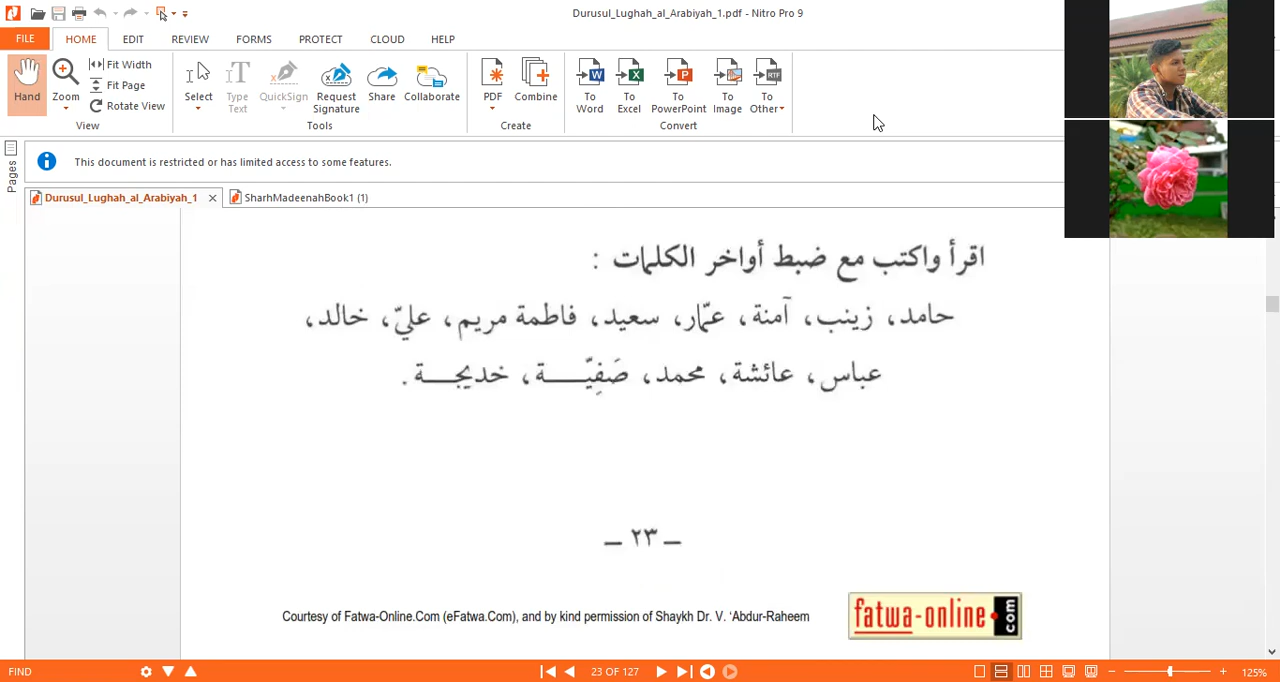 Durusul_Lughah_al_Arabiyah_1.pdf - Nitro Pro 9
FILE HOME EDIT REVIEW FORMS PROTECT CLOUD HELP
Hand
Zoom
Fit Width
Fit Page
Rotate View
View
Select
Type Text
QuickSign
Request Signature
Share
Collaborate
Tools
PDF
Combine
Create
To Word
To Excel
To PowerPoint
To Image
To Other
Convert
Pages
This document is restricted or has limited access to some features.
Durusul_Lughah_al_Arabiyah_1 SharhMadeenahBook1 (1)
اقرأ واكتب مع ضبط أواخر الكلمات :
حامد، زينب، آمنة، عمّار، سعيد، فاطمة مريم، عليّ، خالد،
عباس، عائشة، محمد، صَفِيّـــــة، خديجـــة .
– ٢٣ –
Courtesy of Fatwa-Online.Com (eFatwa.Com), and by kind permission of Shaykh Dr. V. ‘Abdur-Raheem
fatwa-online.com
FIND
23 OF 127
125%